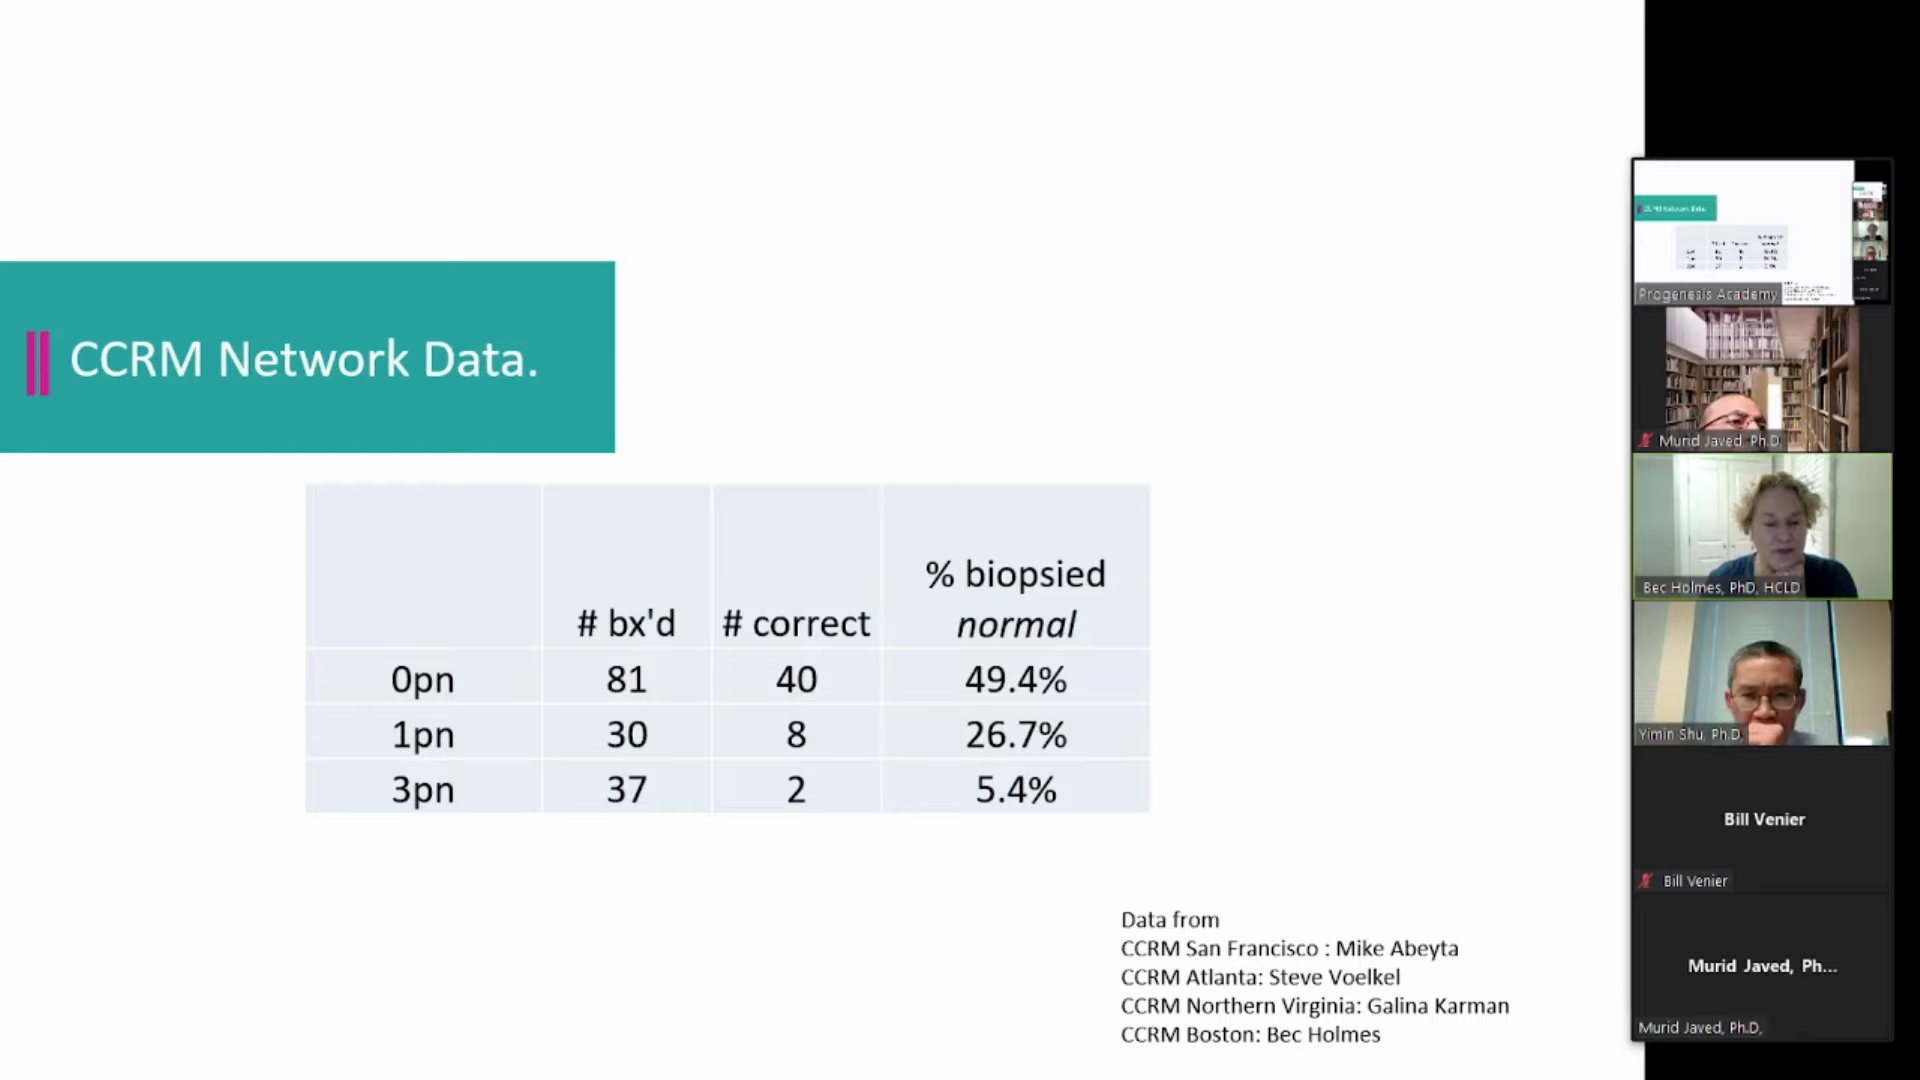 CCRM Network Data.
# bx'd # correct % biopsied normal
0pn 81 40 49.4%
1pn 30 8 26.7%
3pn 37 2 5.4%
Data from
CCRM San Francisco : Mike Abeyta
CCRM Atlanta: Steve Voelkel
CCRM Northern Virginia: Galina Karman
CCRM Boston: Bec Holmes
CCRM Network Data.
Progenesis Academy
Murid Javed, Ph.D,
Bec Holmes, PhD, HCLD
Yimin Shu, Ph.D.
Bill Venier
Bill Venier
Murid Javed, Ph...
Murid Javed, Ph.D,